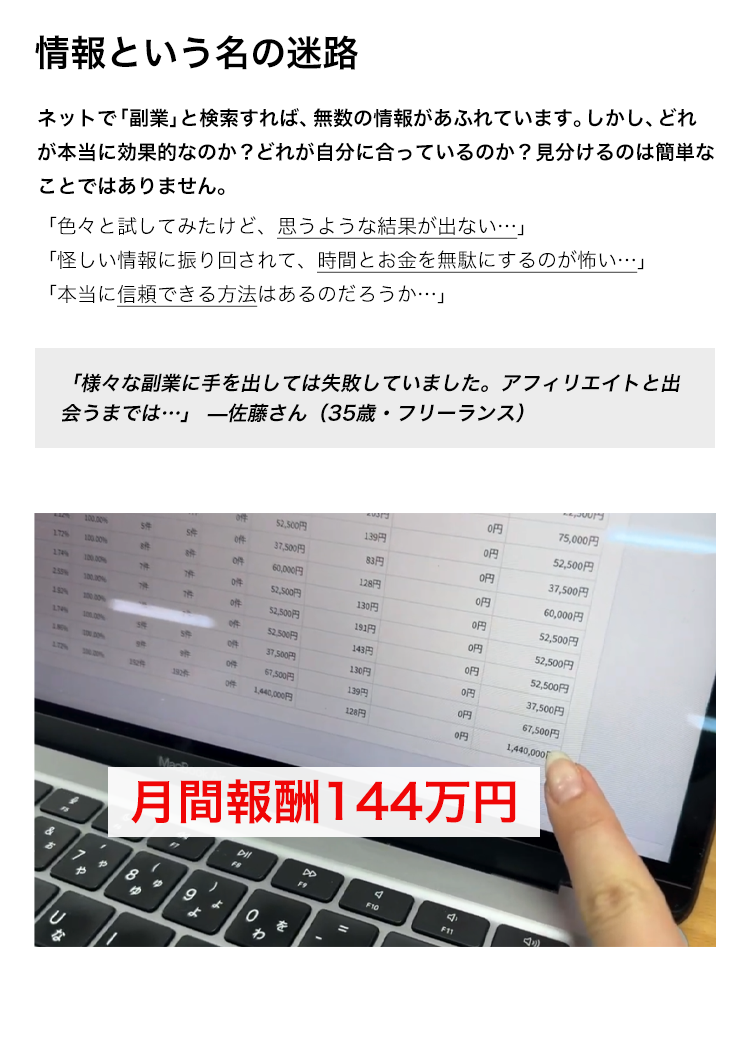 情報という名の迷路
ネットで「副業」と検索すれば、無数の情報があふれています。しかし、どれ
が本当に効果的なのか？どれが自分に合っているのか？見分けるのは簡単な
ことではありません。
「色々と試してみたけど、思うような結果が出ない…」
「怪しい情報に振り回されて、時間とお金を無駄にするのが怖い…」
「本当に信頼できる方法はあるのだろうか…」
「様々な副業に手を出しては失敗していました。アフィリエイトと出
会うまでは…」 —佐藤さん（35歳・フリーランス）
100.00% 5件 5件 0件 52,500円 139円 0円 75,000円
1.72% 100.00% 0件 37,500円 83円 0円 52,500円
1.74% 100.00% 7件 7件 0件 60,000円 128円 0円 37,500円
100.00% 7件 7件 0件 52,500円 130円 0円 60,000円
0件 52,500円 191円 0円 52,500円
1.74% 100.00% 5件 5件 0件 52,500円 143円 0円 52,500円
100.00% 0件 37,500円 130円 0円 52,500円
1.72% 100.00% 0件 67,500円 139円 0円 37,500円
192件 192件 0件 1,440,000円 128円 0円 67,500円
0円 1,440,000円
MacB
月間報酬144万円
F5
F7
F8
F9
F10
F11
& ぁ
7 ' や ゃ
8 ( ゆ ゅ
9 ) よ ょ
0 を わ
- =
U な
I